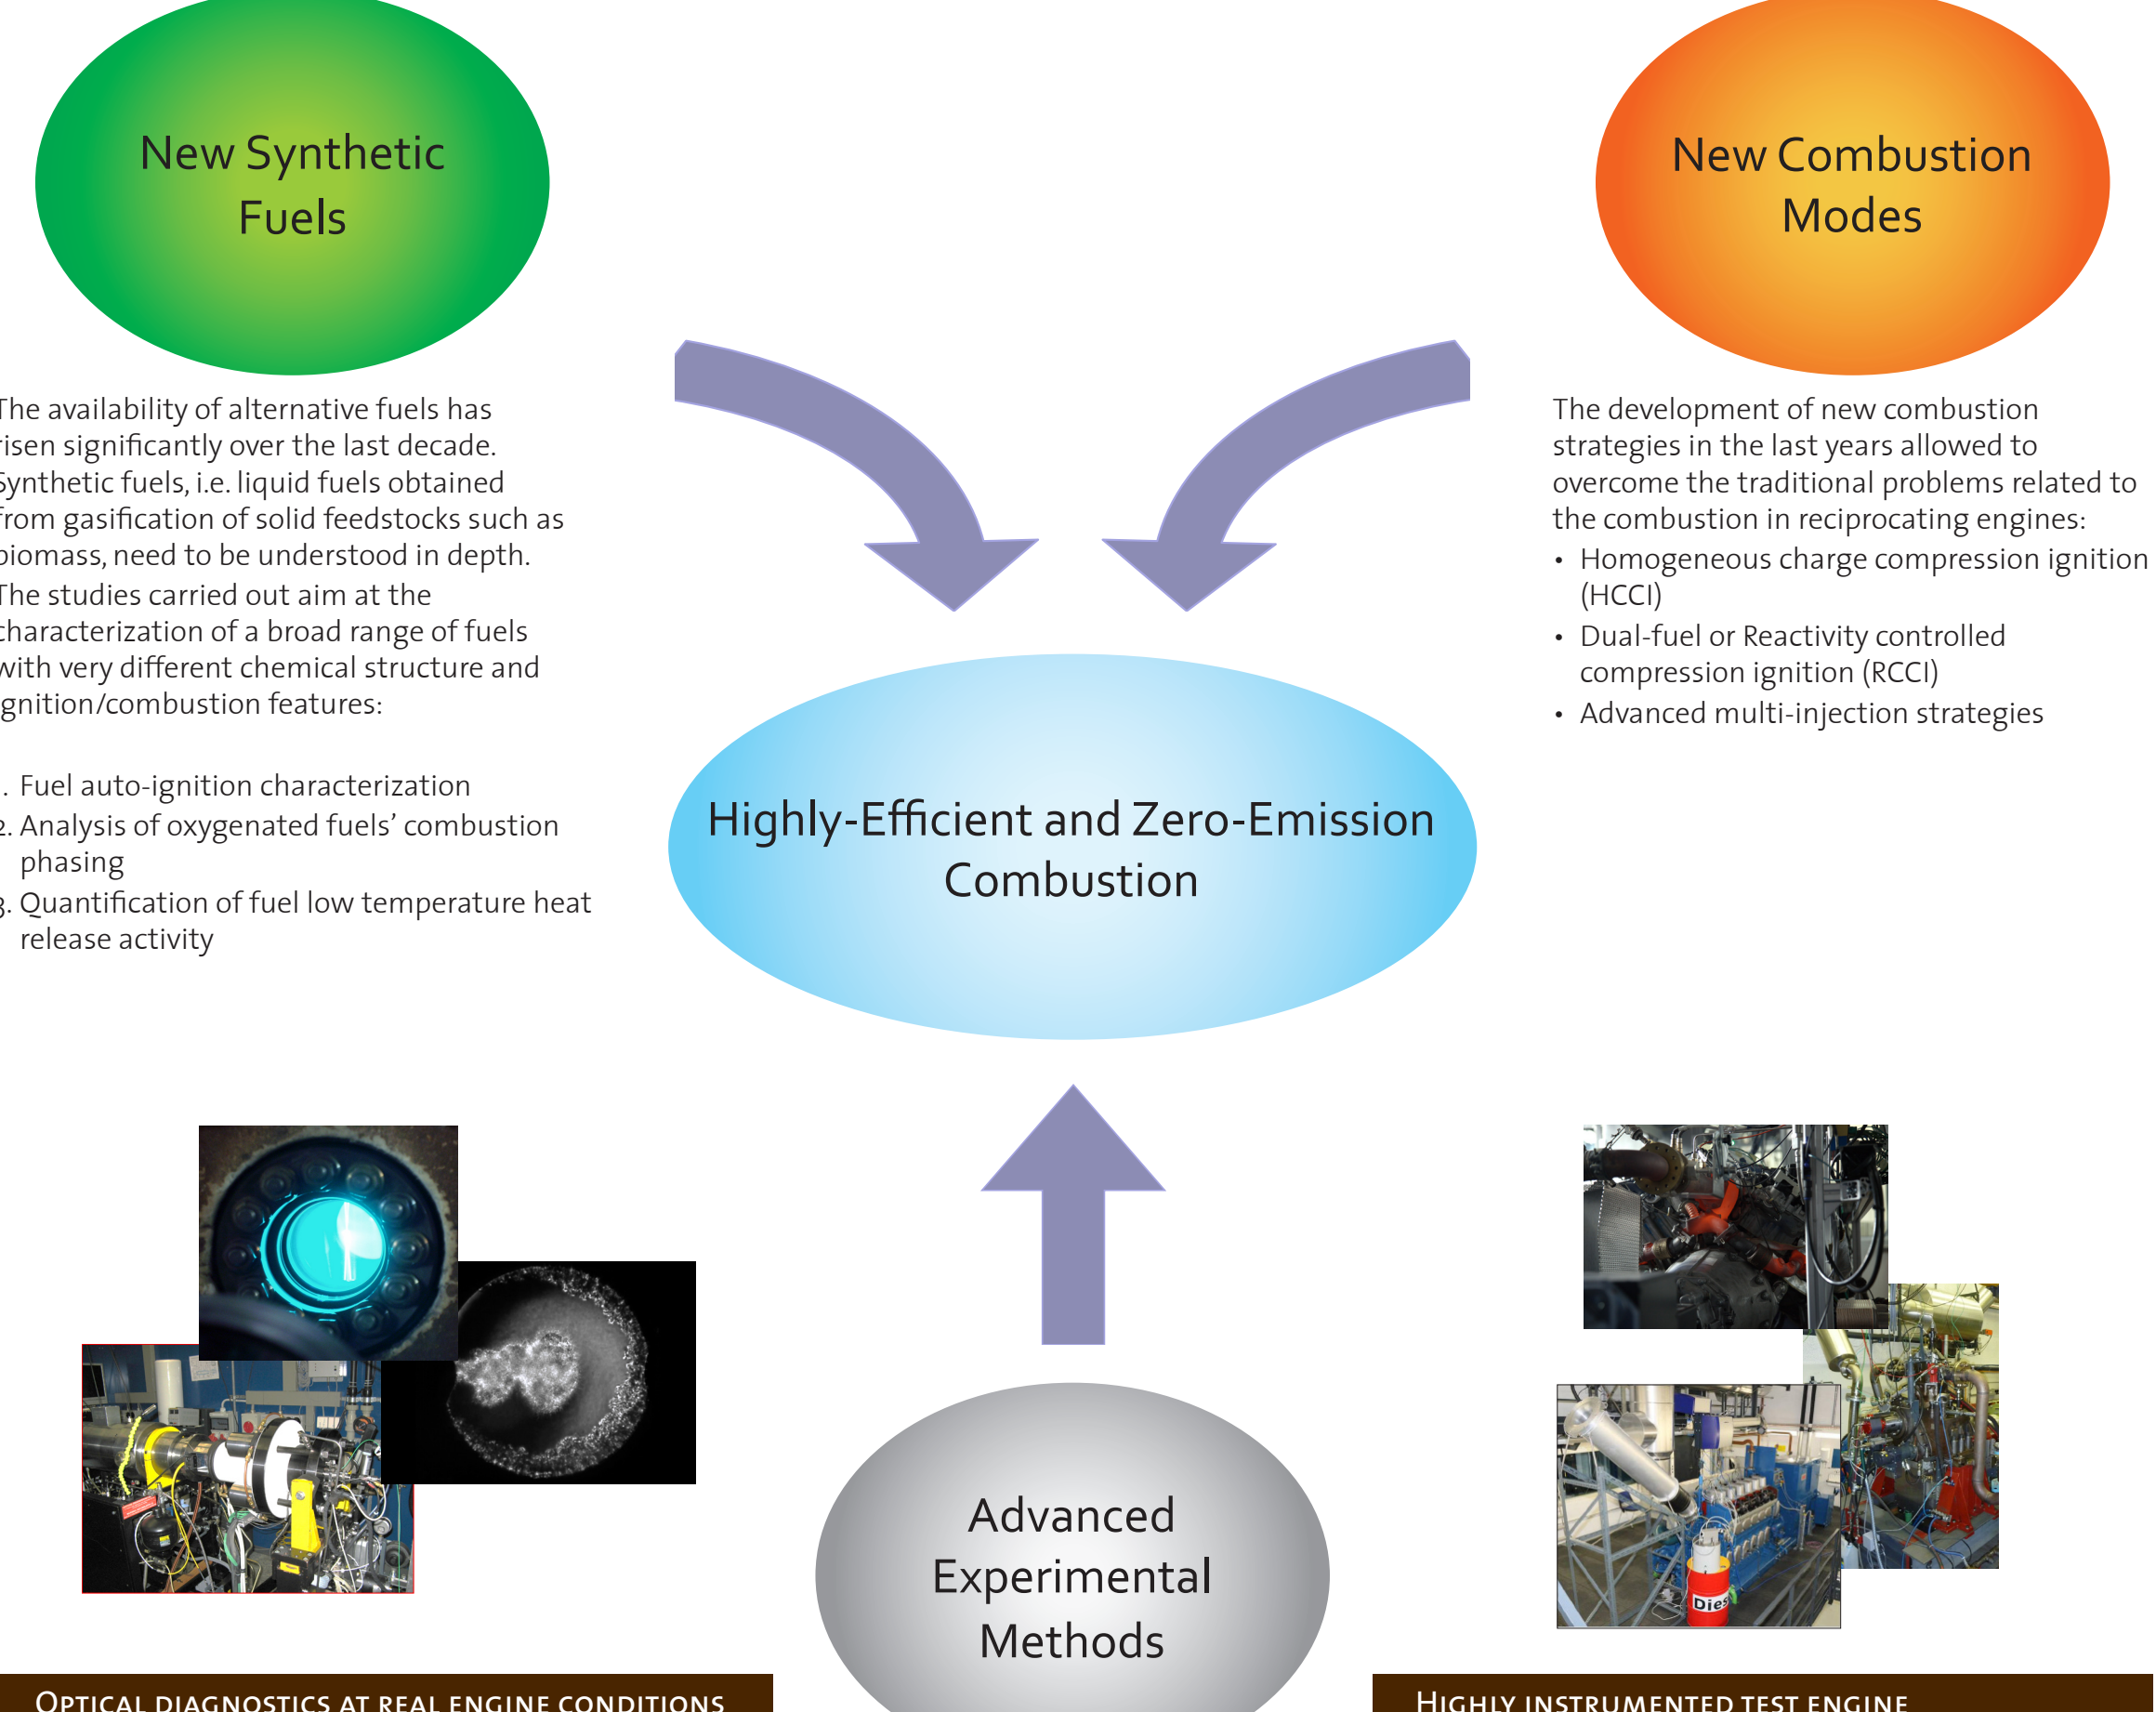 New Synthetic
Fuels
New Combustion
Modes
The availability of alternative fuels has
risen significantly over the last decade.
Synthetic fuels, i.e. liquid fuels obtained
from gasification of solid feedstocks such as
biomass, need to be understood in depth.
The studies carried out aim at the
characterization of a broad range of fuels
with very different chemical structure and
ignition/combustion features:
1. Fuel auto-ignition characterization
2. Analysis of oxygenated fuels’ combustion
phasing
3. Quantification of fuel low temperature heat
release activity
The development of new combustion
strategies in the last years allowed to
overcome the traditional problems related to
the combustion in reciprocating engines:
• Homogeneous charge compression ignition
(HCCI)
• Dual-fuel or Reactivity controlled
compression ignition (RCCI)
• Advanced multi-injection strategies
Highly-Efficient and Zero-Emission
Combustion
Advanced
Experimental
Methods
Dies
OPTICAL DIAGNOSTICS AT REAL ENGINE CONDITIONS
HIGHLY INSTRUMENTED TEST ENGINE